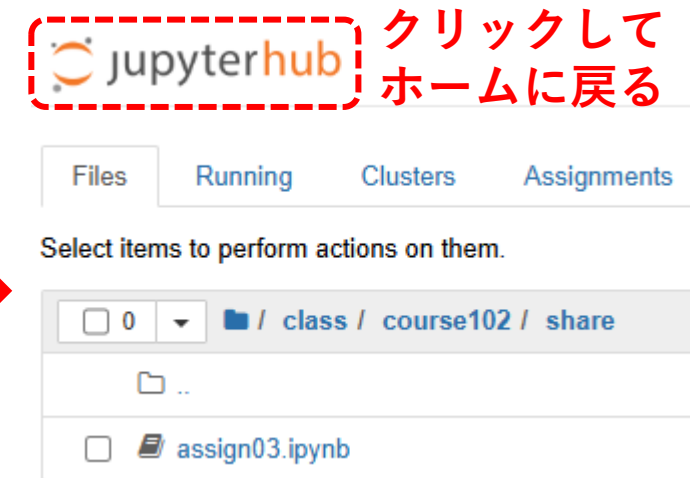 jupyterhub
クリックして
ホームに戻る
Files Running Clusters Assignments
Select items to perform actions on them.
0 / class / course102 / share
..
assign03.ipynb